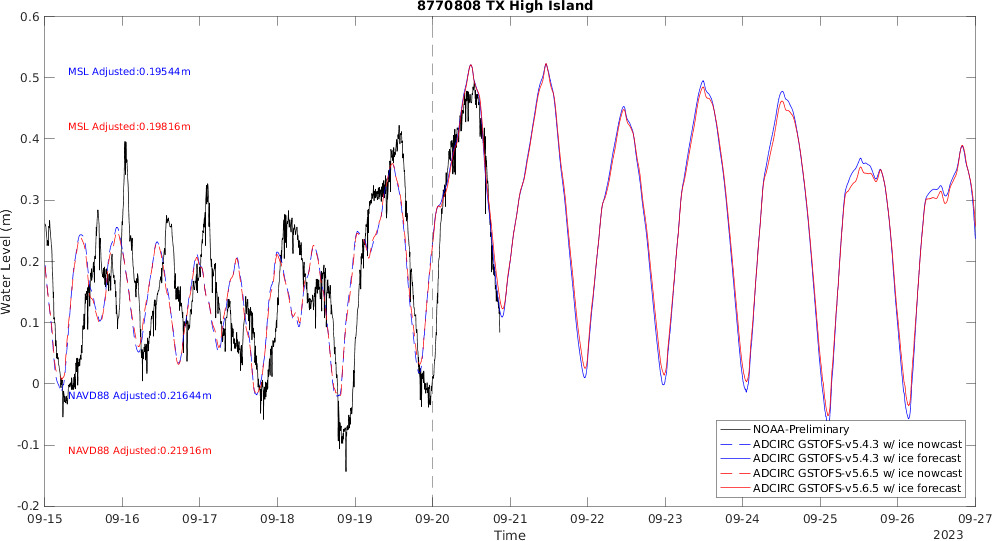 8770808 TX High Island
0.6
0.5
0.4
0.3
0.2
0.1
0
-0.1
-0.2
Water Level (m)
MSL Adjusted:0.19544m
MSL Adjusted:0.19816m
NAVD88 Adjusted:0.21644m
NAVD88 Adjusted:0.21916m
NOAA-Preliminary
ADCIRC GSTOFS-v5.4.3 w/ ice nowcast
ADCIRC GSTOFS-v5.4.3 w/ ice forecast
ADCIRC GSTOFS-v5.6.5 w/ ice nowcast
ADCIRC GSTOFS-v5.6.5 w/ ice forecast
09-15 09-16 09-17 09-18 09-19 09-20 09-21 09-22 09-23 09-24 09-25 09-26 09-27
Time
2023